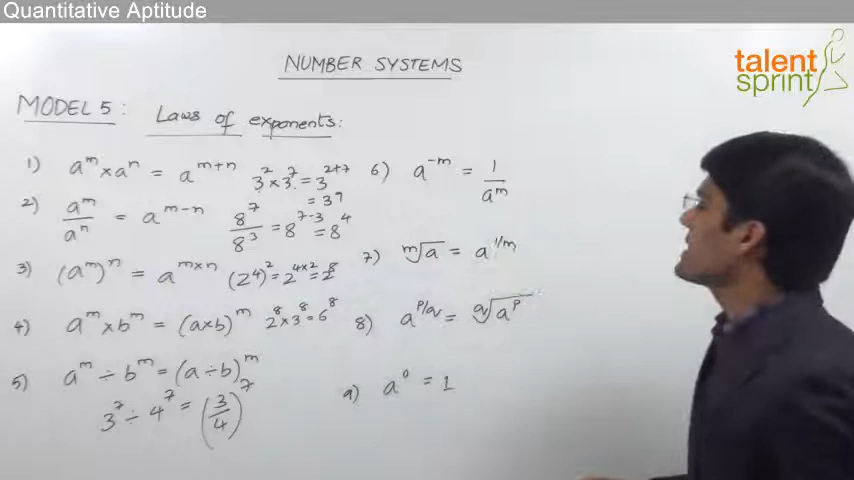 Quantitative Aptitude
talent
sprint
NUMBER SYSTEMS
MODEL 5: Laws of exponents:
1) a^m × a^n = a^(m+n) 3^2 × 3^7 = 3^(2+7)
= 3^9
2) a^m / a^n = a^(m-n) 8^7 / 8^3 = 8^(7-3) = 8^4
3) (a^m)^n = a^(m×n) (2^4)^2 = 2^(4×2) = 2^8
4) a^m × b^m = (a×b)^m 2^8 × 3^8 = 6^8
5) a^m ÷ b^m = (a÷b)^m
3^7 ÷ 4^7 = (3/4)^7
6) a^(-m) = 1/a^m
7) m√a = a^(1/m)
8) a^(p/q) = q√(a^p)
9) a^0 = 1